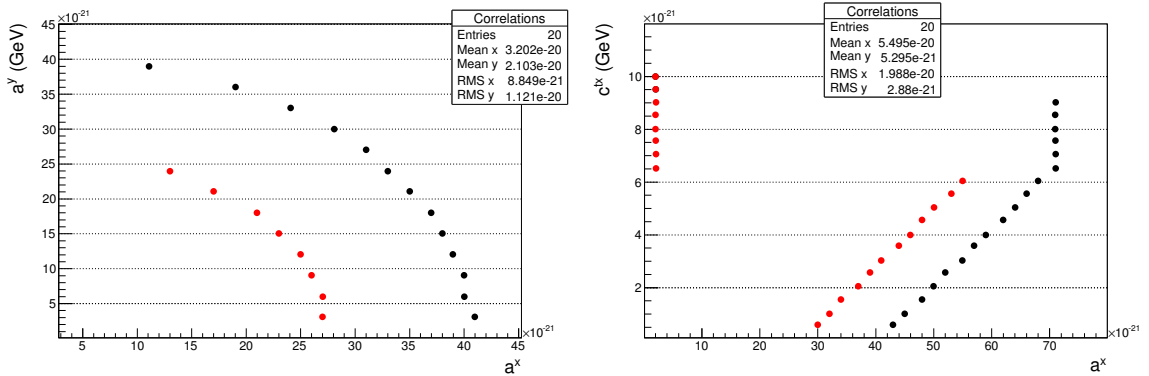 ×10⁻²¹
45
40
35
30
25
20
15
10
5
a^y (GeV)
Correlations
Entries 20
Mean x 3.202e-20
Mean y 2.103e-20
RMS x 8.849e-21
RMS y 1.121e-20
5 10 15 20 25 30 35 40 45
×10⁻²¹
a^x
×10⁻²¹
10
8
6
4
2
c^tx (GeV)
Correlations
Entries 20
Mean x 5.495e-20
Mean y 5.295e-21
RMS x 1.988e-20
RMS y 2.88e-21
10 20 30 40 50 60 70
×10⁻²¹
a^x